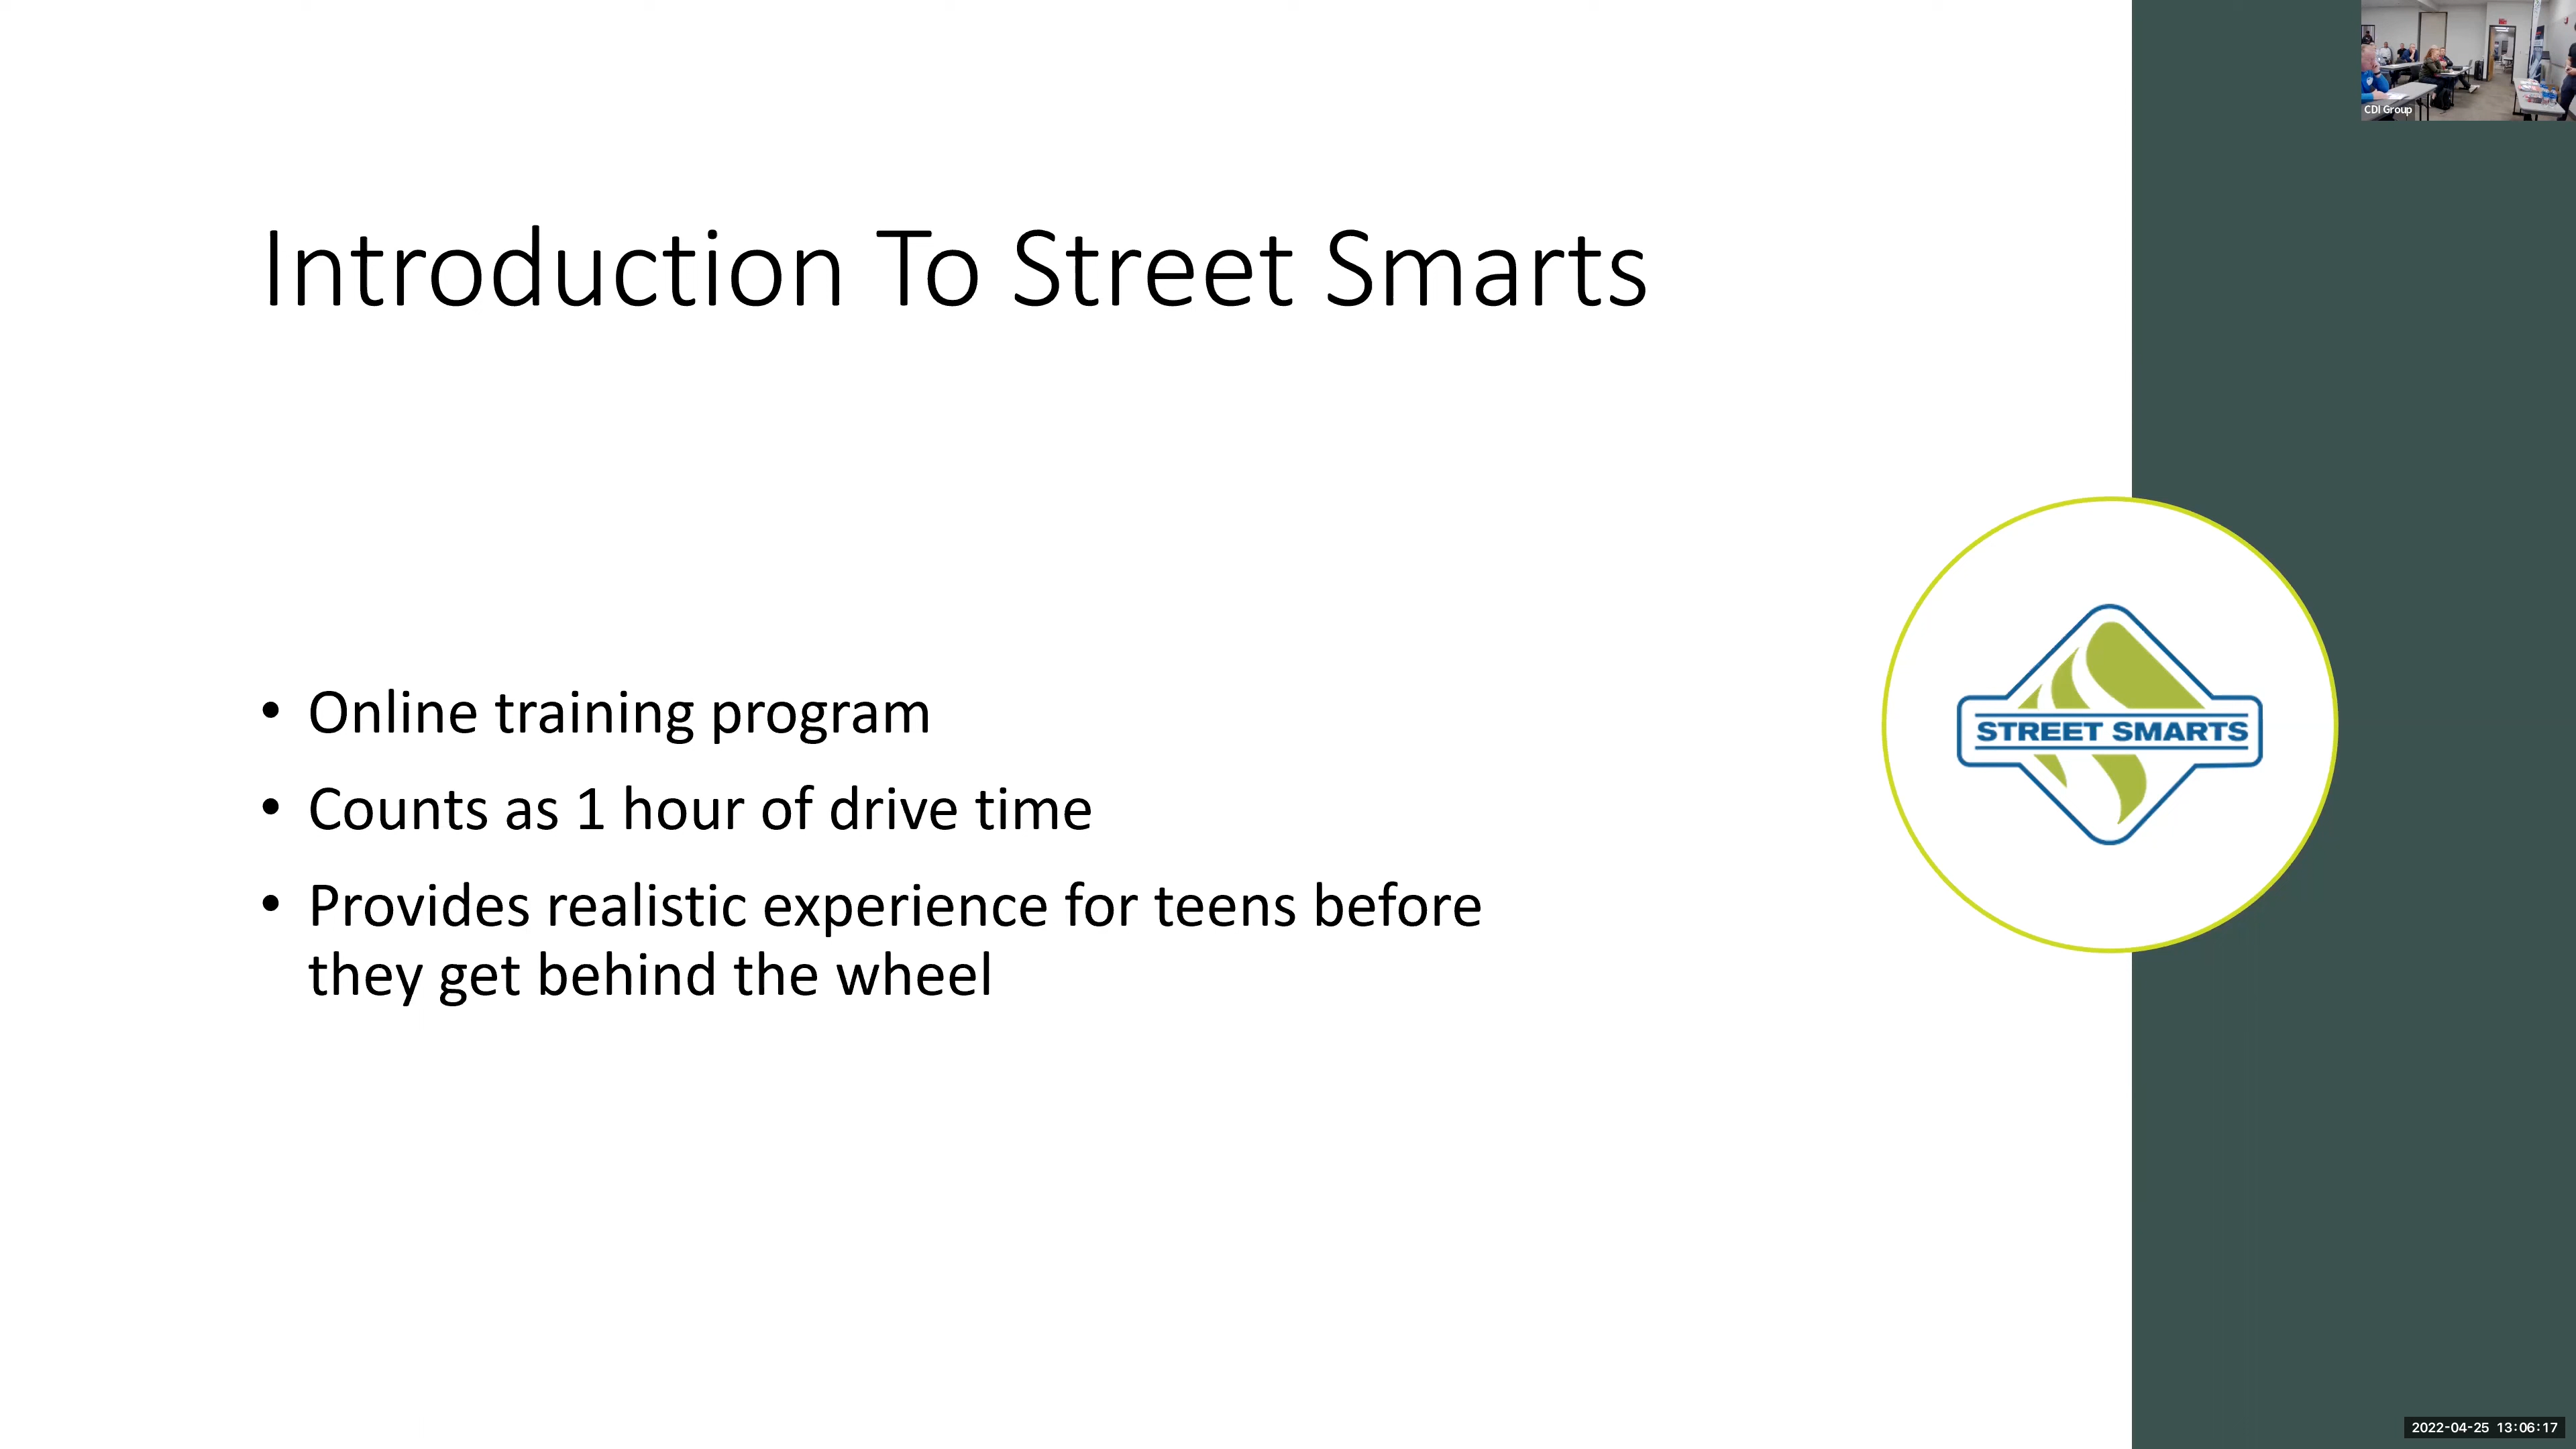 CDI Group
Introduction To Street Smarts
• Online training program
• Counts as 1 hour of drive time
• Provides realistic experience for teens before
they get behind the wheel
STREET SMARTS
2022-04-25 13:06:17